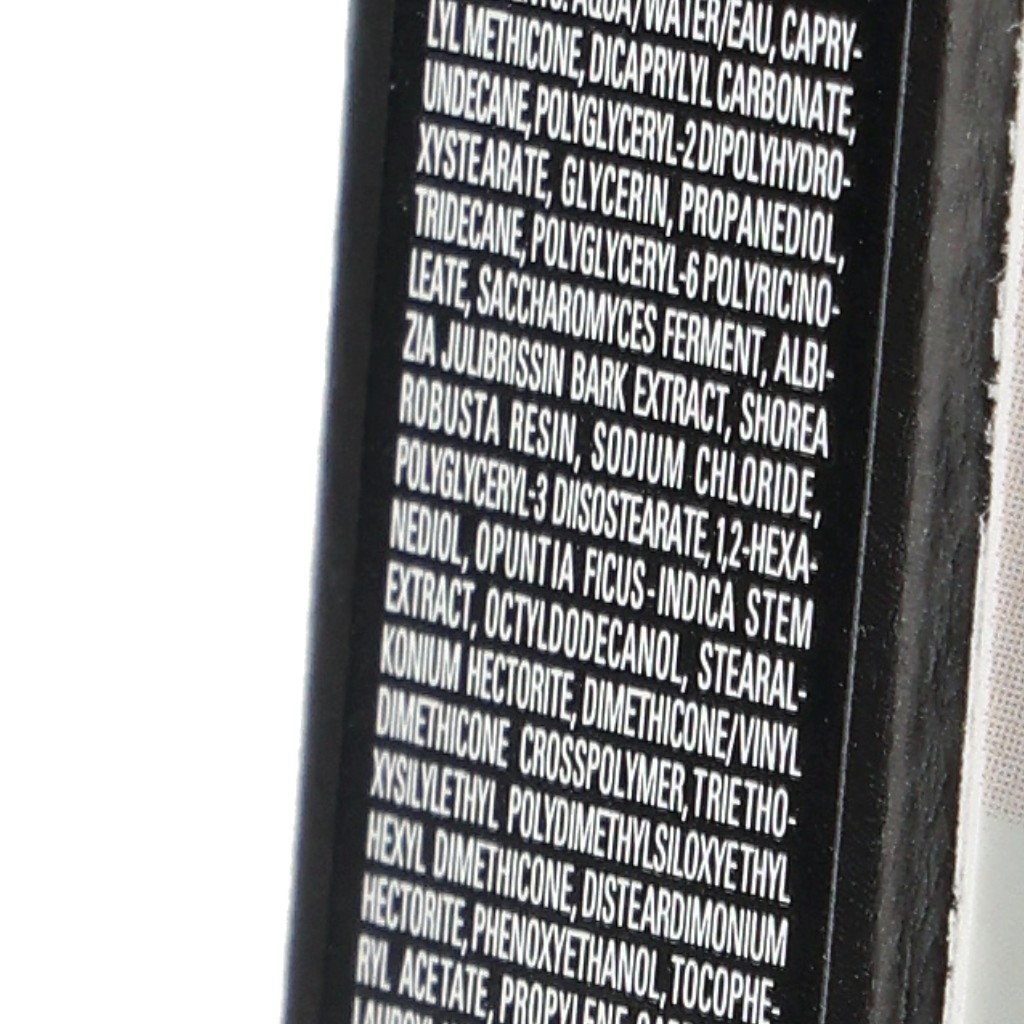 AQUA/WATER/EAU, CAPRY-
LYL METHICONE, DICAPRYLYL CARBONATE,
UNDECANE, POLYGLYCERYL-2 DIPOLYHYDRO-
XYSTEARATE, GLYCERIN, PROPANEDIOL,
TRIDECANE, POLYGLYCERYL-6 POLYRICINO-
LEATE, SACCHAROMYCES FERMENT, ALBI-
ZIA JULIBRISSIN BARK EXTRACT, SHOREA
ROBUSTA RESIN, SODIUM CHLORIDE,
POLYGLYCERYL-3 DIISOSTEARATE, 1,2-HEXA-
NEDIOL, OPUNTIA FICUS-INDICA STEM
EXTRACT, OCTYLDODECANOL, STEARAL-
KONIUM HECTORITE, DIMETHICONE/VINYL
DIMETHICONE CROSSPOLYMER, TRIETHO-
XYSILYLETHYL POLYDIMETHYLSILOXYETHYL
HEXYL DIMETHICONE, DISTEARDIMONIUM
HECTORITE, PHENOXYETHANOL, TOCOPHE-
RYL ACETATE, PROPYLENE